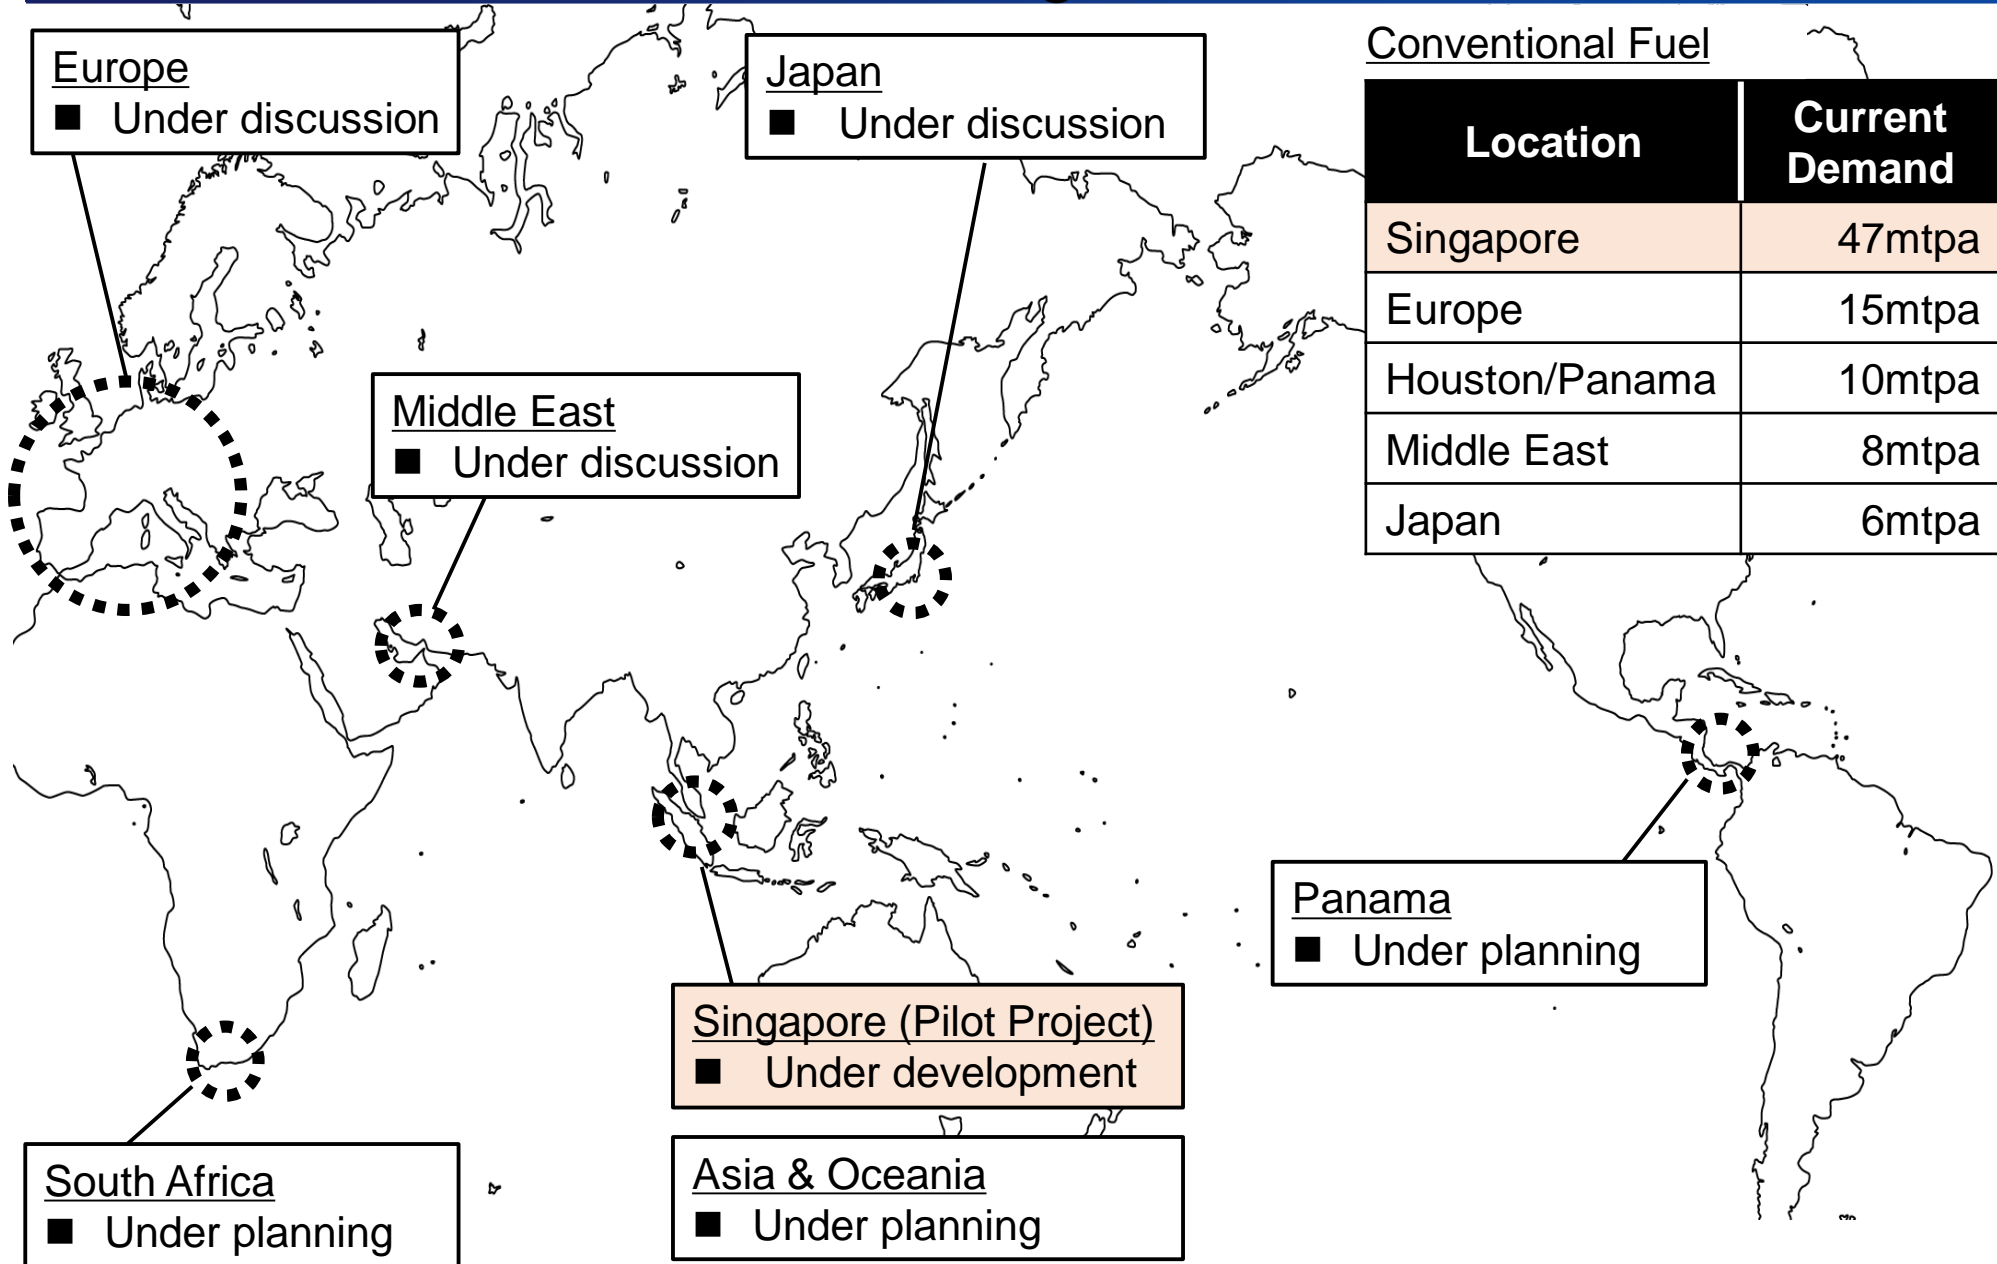 Europe
■ Under discussion
Japan
■ Under discussion
Conventional Fuel
Location Current Demand
Singapore 47mtpa
Europe 15mtpa
Houston/Panama 10mtpa
Middle East 8mtpa
Japan 6mtpa
Middle East
■ Under discussion
Panama
■ Under planning
Singapore (Pilot Project)
■ Under development
South Africa
■ Under planning
Asia & Oceania
■ Under planning